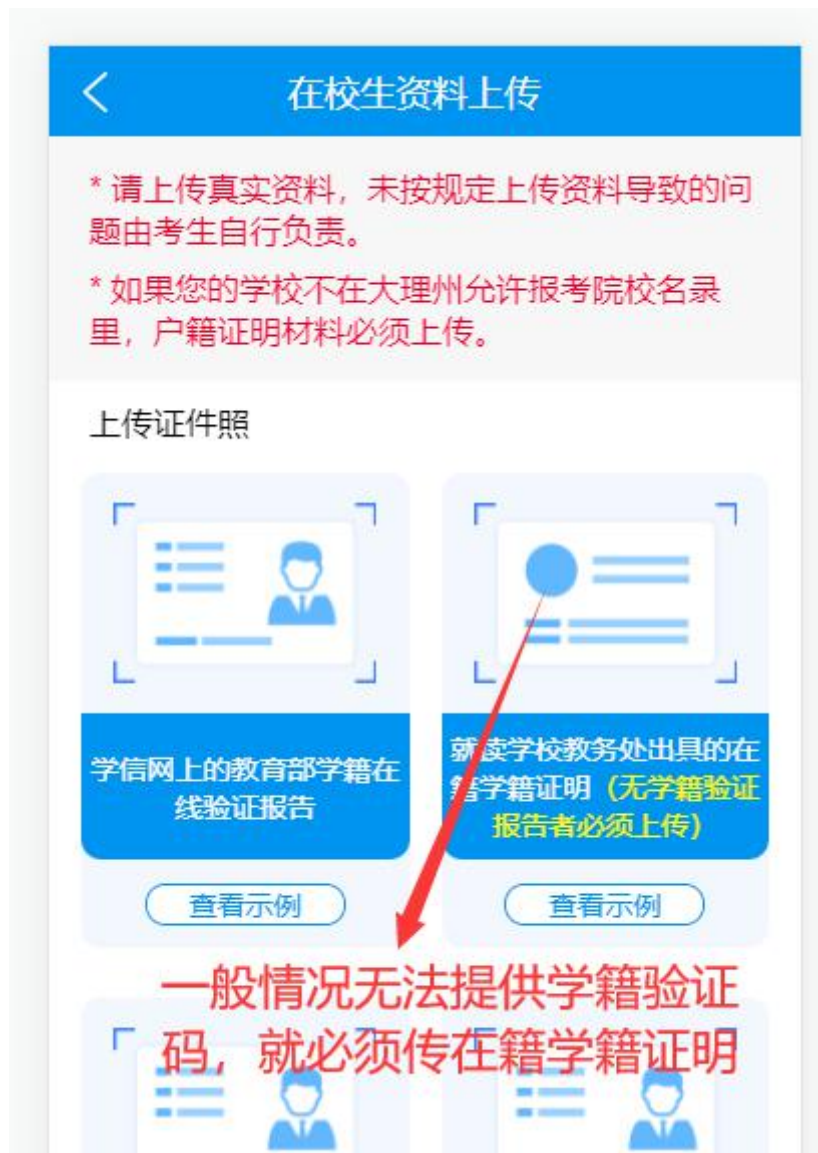 在校生资料上传
* 请上传真实资料，未按规定上传资料导致的问
题由考生自行负责。
* 如果您的学校不在大理州允许报考院校名录
里，户籍证明材料必须上传。
上传证件照
学信网上的教育部学籍在
线验证报告
就读学校教务处出具的在
籍学籍证明（无学籍验证
报告者必须上传）
查看示例
查看示例
一般情况无法提供学籍验证
码，就必须传在籍学籍证明